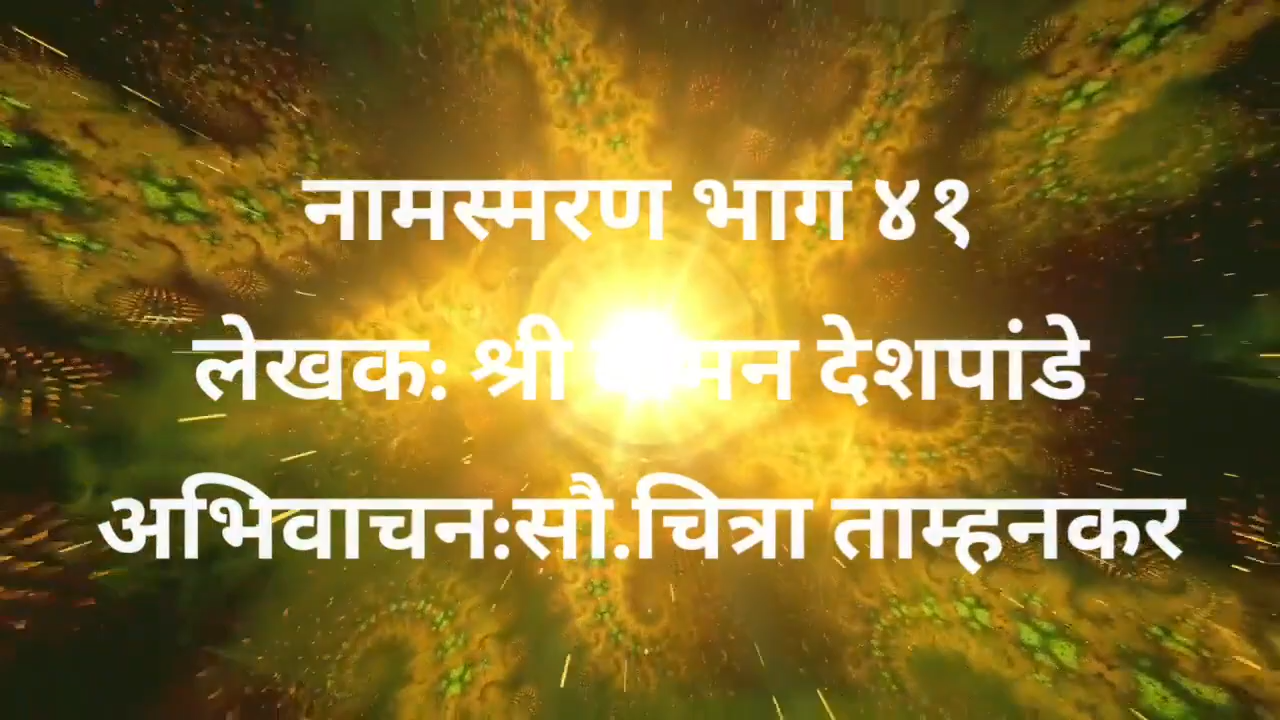 नामस्मरण भाग ४१
लेखक: श्री देशपांडे
अभिवाचन:सौ.चित्रा ताम्हनकर